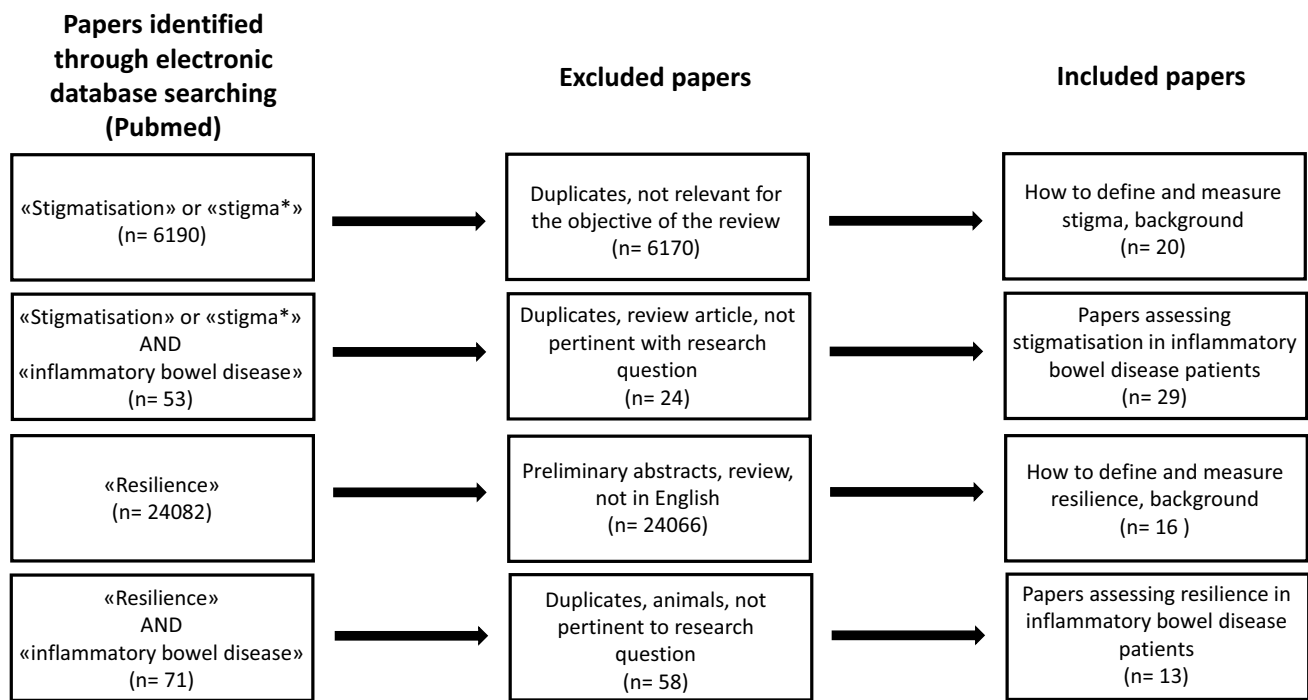 Papers identified
through electronic
database searching
(Pubmed)
Excluded papers
Included papers
«Stigmatisation» or «stigma*»
(n= 6190)
Duplicates, not relevant for
the objective of the review
(n= 6170)
How to define and measure
stigma, background
(n= 20)
«Stigmatisation» or «stigma*»
AND
«inflammatory bowel disease»
(n= 53)
Duplicates, review article, not
pertinent with research
question
(n= 24)
Papers assessing
stigmatisation in inflammatory
bowel disease patients
(n= 29)
«Resilience»
(n= 24082)
Preliminary abstracts, review,
not in English
(n= 24066)
How to define and measure
resilience, background
(n= 16 )
«Resilience»
AND
«inflammatory bowel disease»
(n= 71)
Duplicates, animals, not
pertinent to research
question
(n= 58)
Papers assessing resilience in
inflammatory bowel disease
patients
(n= 13)